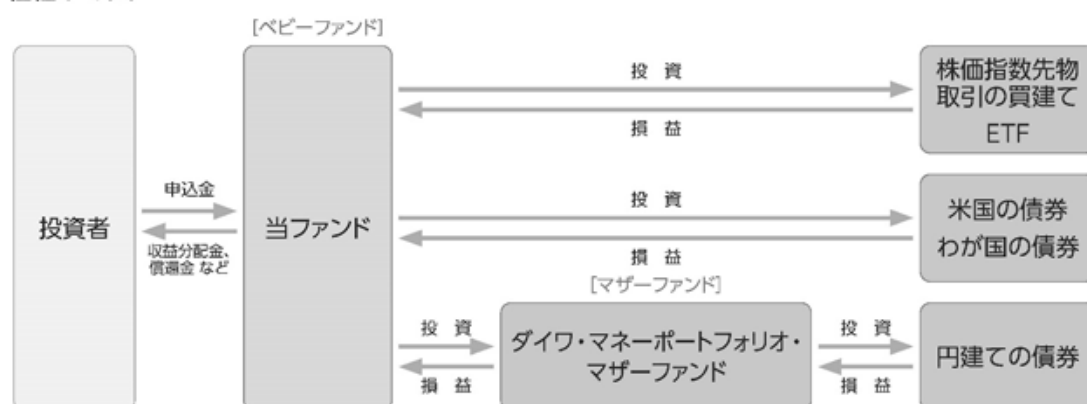 [ベビーファンド]
投資者
申込金
収益分配金、
償還金 など
当ファンド
投 資
損 益
株価指数先物
取引の買建て
ETF
投 資
損 益
米国の債券
わが国の債券
[マザーファンド]
投 資
損 益
ダイワ・マネーポートフォリオ・
マザーファンド
投 資
損 益
円建ての債券